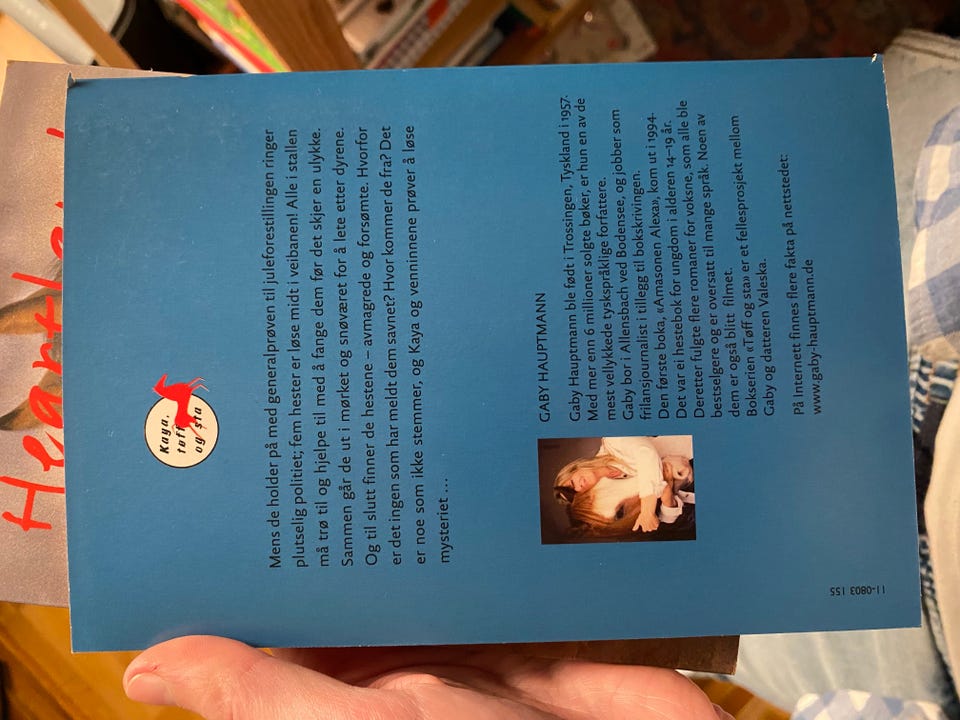 Kaya,
tøff
og sta
Mens de holder på med generalprøven til juleforestillingen ringer
plutselig politiet; fem hester er løse midt i veibanen! Alle i stallen
må trø til og hjelpe til med å fange dem før det skjer en ulykke.
Sammen går de ut i mørket og snøværet for å lete etter dyrene.
Og til slutt finner de hestene – avmagrede og forsømte. Hvorfor
er det ingen som har meldt dem savnet? Hvor kommer de fra? Det
er noe som ikke stemmer, og Kaya og venninnene prøver å løse
mysteriet ...
GABY HAUPTMANN
Gaby Hauptmann ble født i Trossingen, Tyskland i 1957.
Med mer enn 6 millioner solgte bøker, er hun en av de
mest vellykkede tyskspråklige forfattere.
Gaby bor i Allensbach ved Bodensee, og jobber som
frilansjournalist i tillegg til bokskrivingen.
Den første boka, «Amasonen Alexa», kom ut i 1994.
Det var ei hestebok for ungdom i alderen 14–19 år.
Deretter fulgte flere romaner for voksne, som alle ble
bestselgere og er oversatt til mange språk. Noen av
dem er også blitt filmet.
Bokserien «Tøff og sta» er et fellesprosjekt mellom
Gaby og datteren Valeska.
På Internett finnes flere fakta på nettstedet:
www.gaby-hauptmann.de
11-0803 155